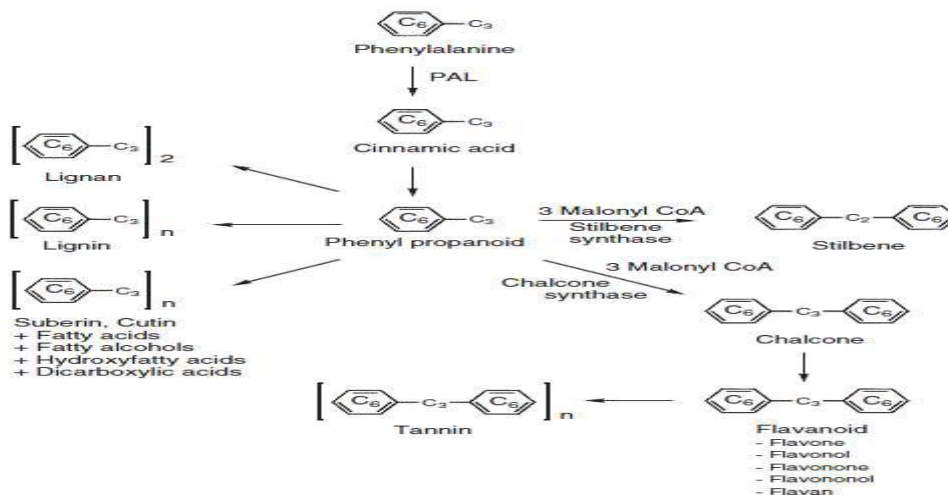 C₆ C₃
Phenylalanine
PAL
C₆ C₃
Cinnamic acid
[C₆ C₃]₂
Lignan
[C₆ C₃]n
Lignin
C₆ C₃
Phenyl propanoid
3 Malonyl CoA
Stilbene
synthase
C₆ C₂ C₆
Stilbene
[C₆ C₃]n
Suberin, Cutin
+ Fatty acids
+ Fatty alcohols
+ Hydroxyfatty acids
+ Dicarboxylic acids
3 Malonyl CoA
Chalcone
synthase
C₆ C₃ C₆
Chalcone
[C₆ C₃ C₆]n
Tannin
C₆ C₃ C₆
Flavanoid
- Flavone
- Flavonol
- Flavonone
- Flavononol
- Flavan